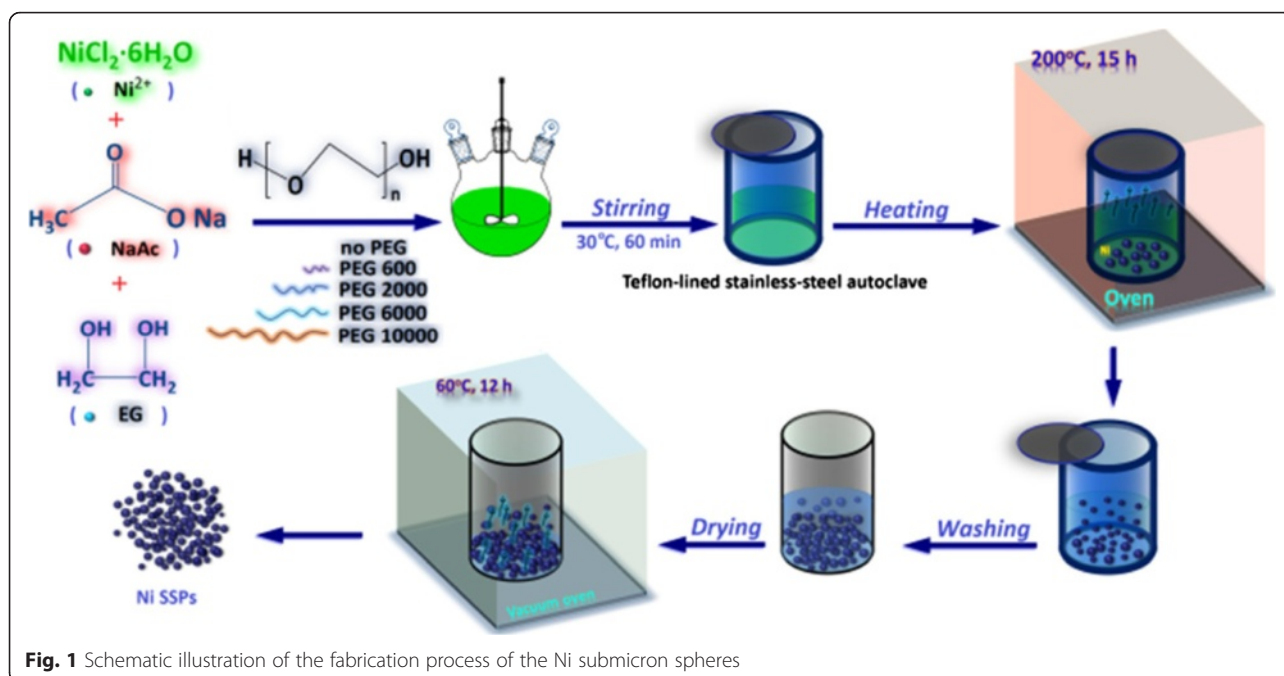 NiCl₂·6H₂O
( Ni²⁺ )
+
O
H₃C O Na
( NaAc )
+
OH OH
H₂C CH₂
( EG )
H O OH
n
no PEG
PEG 600
PEG 2000
PEG 6000
PEG 10000
Stirring
30°C, 60 min
Teflon-lined stainless-steel autoclave
Heating
200°C, 15 h
Ni
Oven
Washing
Drying
60°C, 12 h
Vacuum oven
Ni SSPs
Fig. 1 Schematic illustration of the fabrication process of the Ni submicron spheres